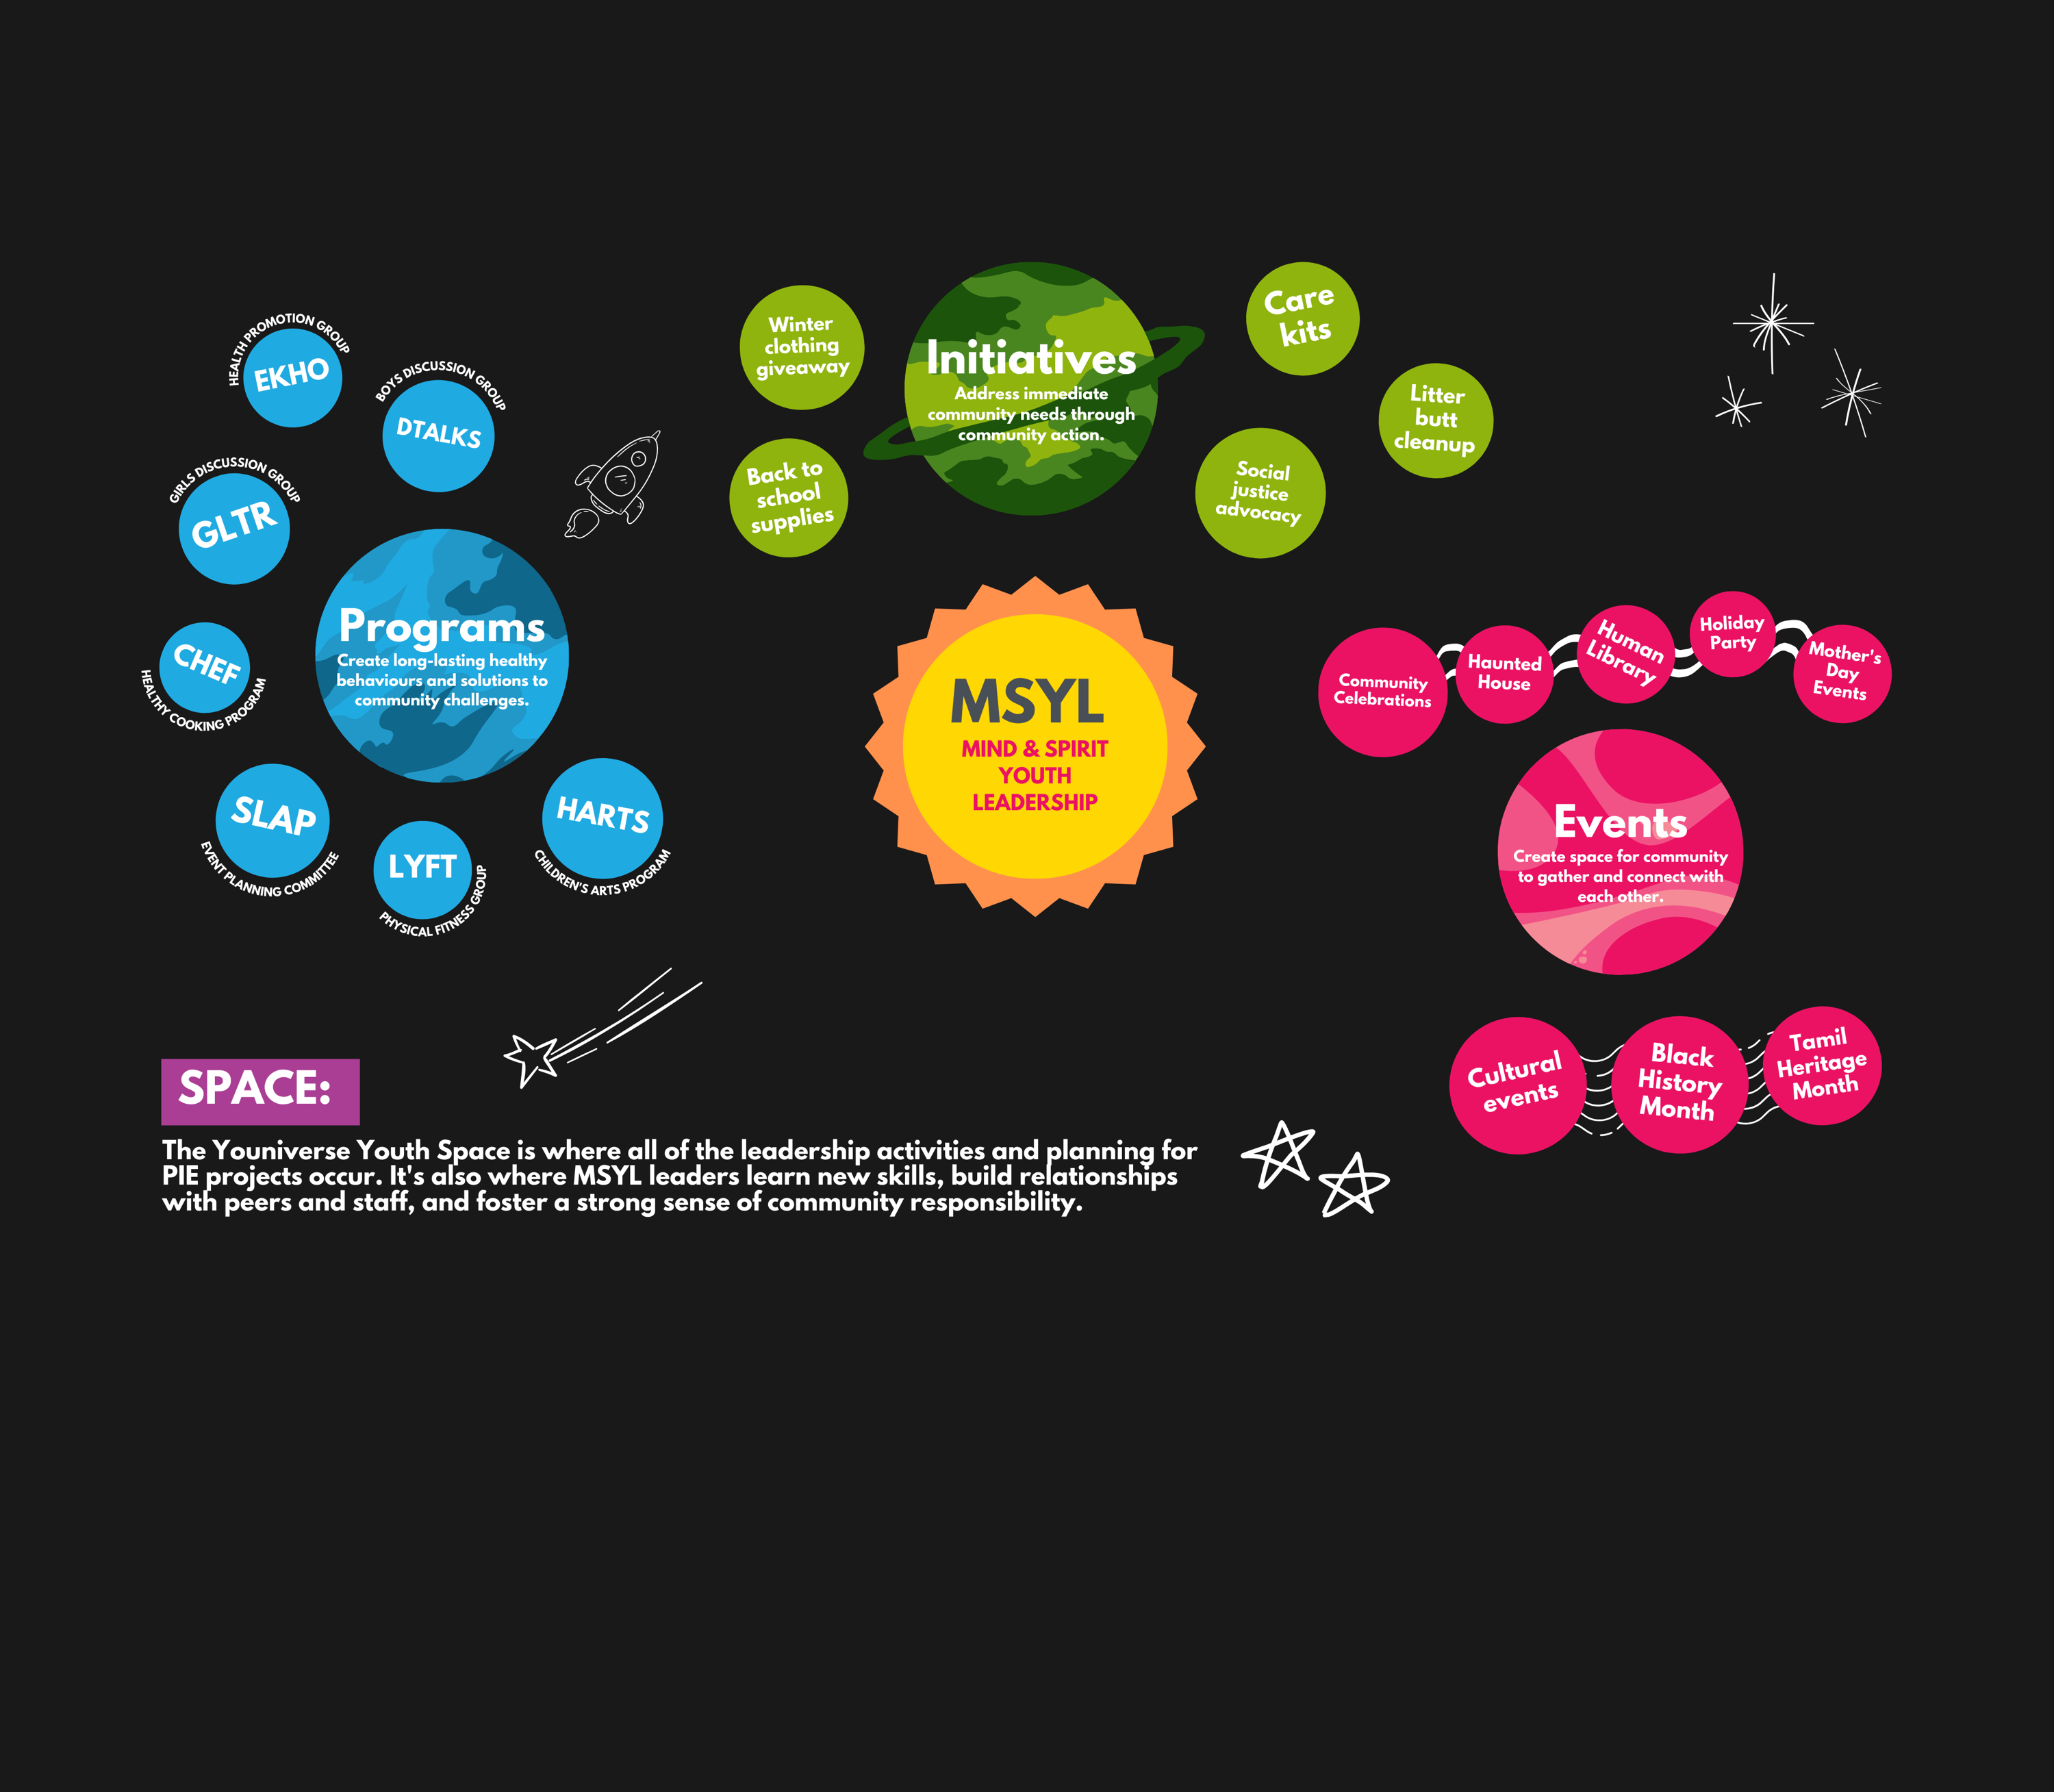 HEALTH PROMOTION GROUP
EKHO
BOYS DISCUSSION GROUP
DTALKS
GIRLS DISCUSSION GROUP
GLTR
CHEF
HEALTHY COOKING PROGRAM
SLAP
EVENT PLANNING COMMITTEE
LYFT
PHYSICAL FITNESS GROUP
HARTS
CHILDREN'S ARTS PROGRAM
Programs
Create long-lasting healthy
behaviours and solutions to
community challenges.
Winter
clothing
giveaway
Back to
school
supplies
Initiatives
Address immediate
community needs through
community action.
Care
kits
Litter
butt
cleanup
Social
justice
advocacy
MSYL
MIND & SPIRIT
YOUTH
LEADERSHIP
Community
Celebrations
Haunted
House
Human
Library
Holiday
Party
Mother's
Day
Events
Events
Create space for community
to gather and connect with
each other.
Cultural
events
Black
History
Month
Tamil
Heritage
Month
SPACE:
The Youniverse Youth Space is where all of the leadership activities and planning for
PIE projects occur. It's also where MSYL leaders learn new skills, build relationships
with peers and staff, and foster a strong sense of community responsibility.